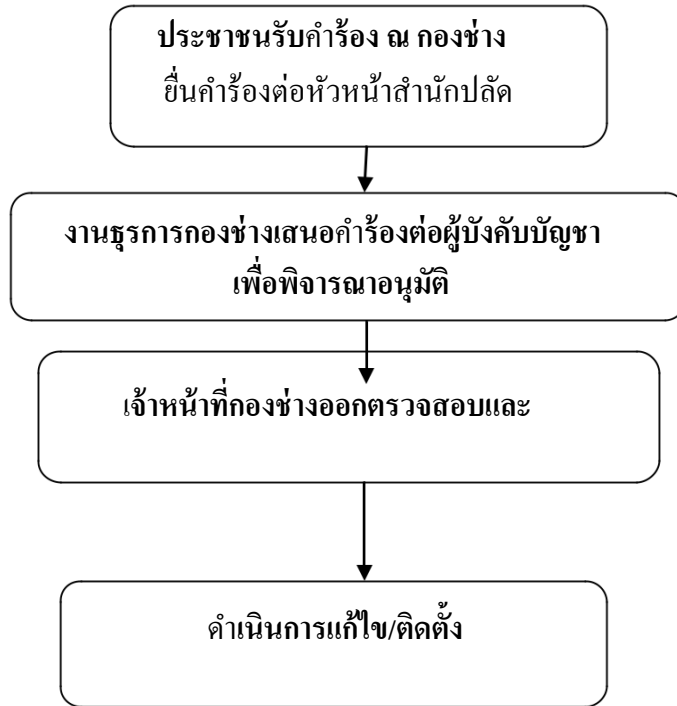 ประชาชนรับคำร้อง ณ กองช่าง
ยื่นคำร้องต่อหัวหน้าสำนักปลัด
งานธุรการกองช่างเสนอคำร้องต่อผู้บังคับบัญชา
เพื่อพิจารณาอนุมัติ
เจ้าหน้าที่กองช่างออกตรวจสอบและ
ดำเนินการแก้ไข/ติดตั้ง